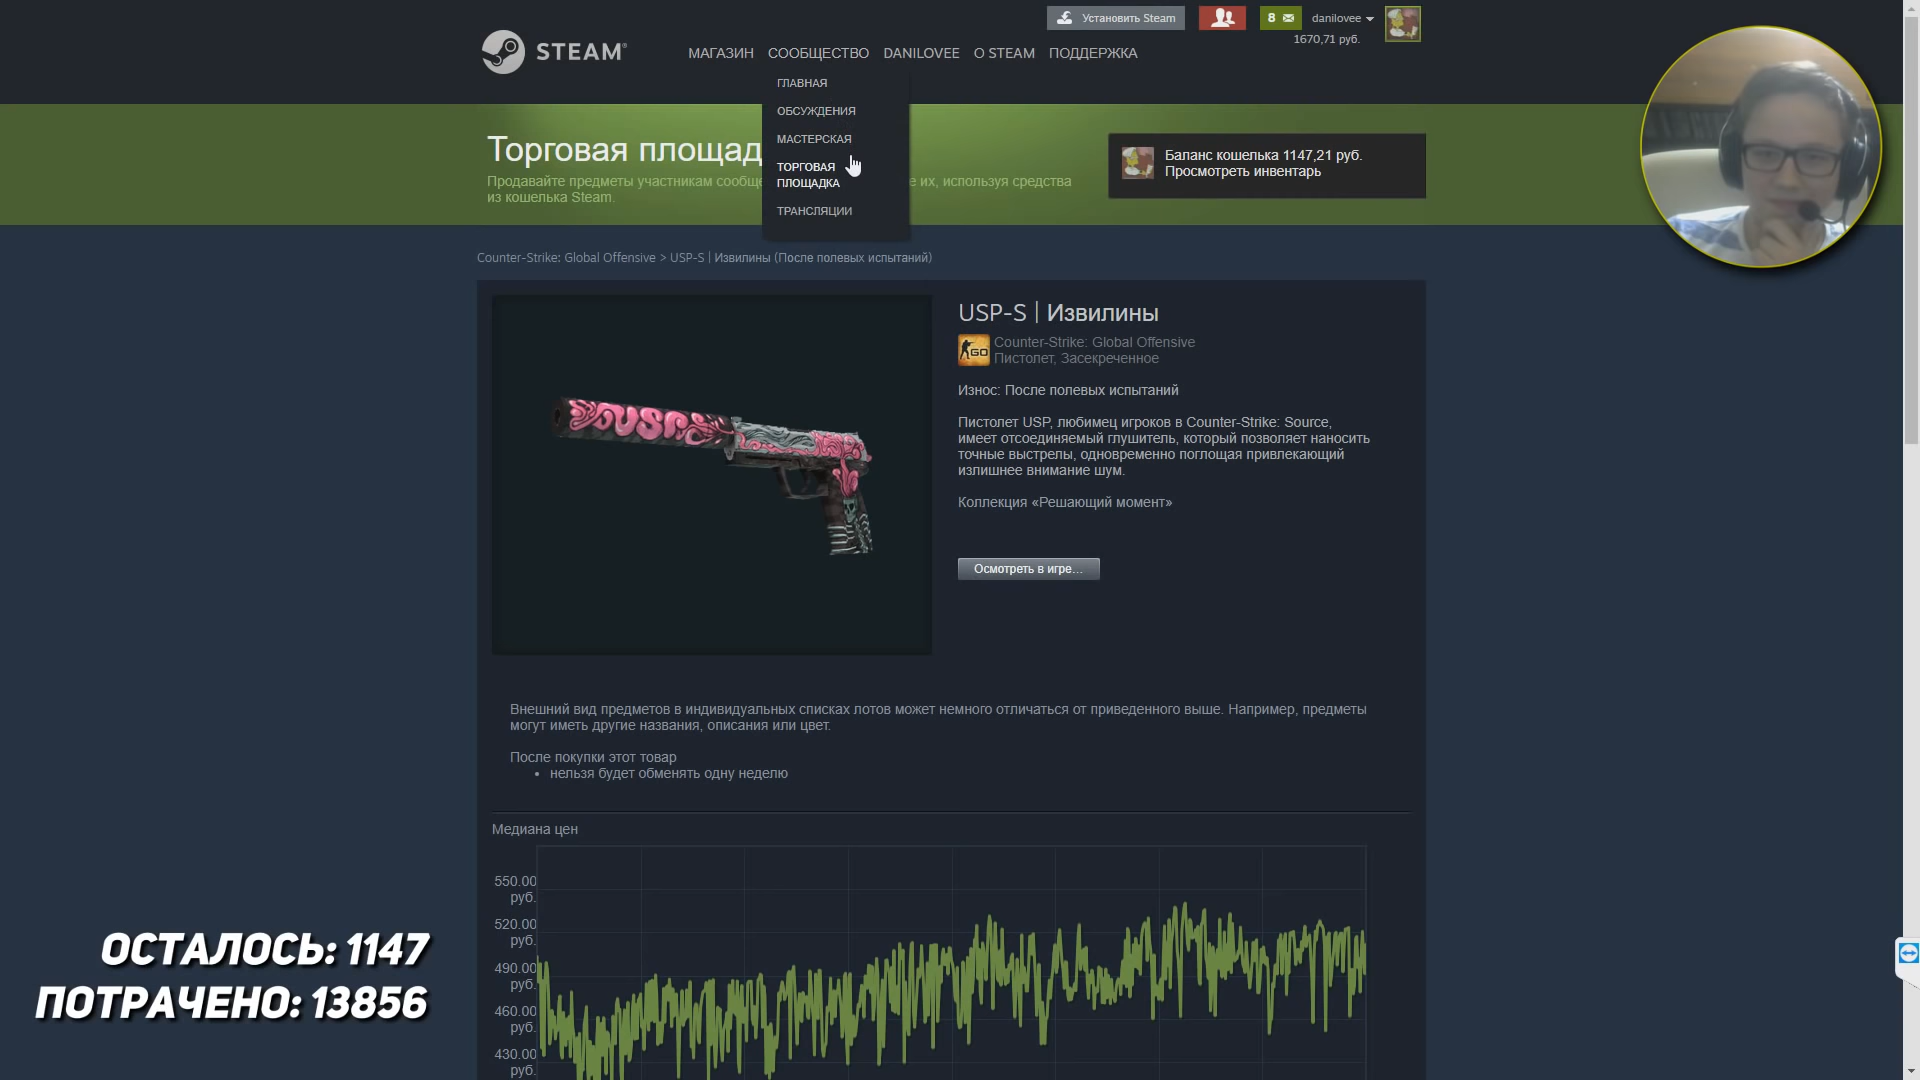 Установить Steam
8
danilovee
1670,71 руб.
STEAM
МАГАЗИН СООБЩЕСТВО DANILOVEE О STEAM ПОДДЕРЖКА
ГЛАВНАЯ
ОБСУЖДЕНИЯ
МАСТЕРСКАЯ
ТОРГОВАЯ
ПЛОЩАДКА
ТРАНСЛЯЦИИ
Торговая площад
Продавайте предметы участникам сообще е их, используя средства
из кошелька Steam.
Баланс кошелька 1147,21 руб.
Просмотреть инвентарь
Counter-Strike: Global Offensive > USP-S | Извилины (После полевых испытаний)
USP-S | Извилины
GO
Counter-Strike: Global Offensive
Пистолет, Засекреченное
Износ: После полевых испытаний
Пистолет USP, любимец игроков в Counter-Strike: Source,
имеет отсоединяемый глушитель, который позволяет наносить
точные выстрелы, одновременно поглощая привлекающий
излишнее внимание шум.
Коллекция «Решающий момент»
Осмотреть в игре...
USP
Внешний вид предметов в индивидуальных списках лотов может немного отличаться от приведенного выше. Например, предметы
могут иметь другие названия, описания или цвет.
После покупки этот товар
• нельзя будет обменять одну неделю
Медиана цен
550.00
руб.
520.00
руб.
490.00
руб.
460.00
руб.
430.00
руб.
ОСТАЛОСЬ: 1147
ПОТРАЧЕНО: 13856